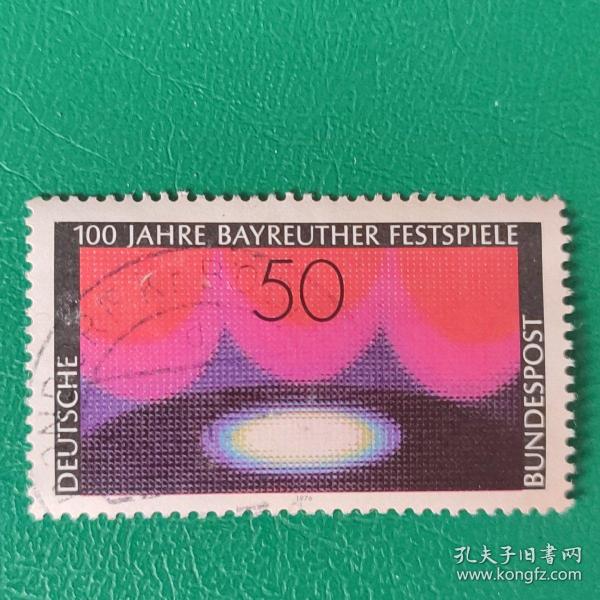 100 JAHRE BAYREUTHER FESTSPIELE
50
DEUTSCHE
BUNDESPOST
1976
孔夫子旧书网
www.kongfz.com